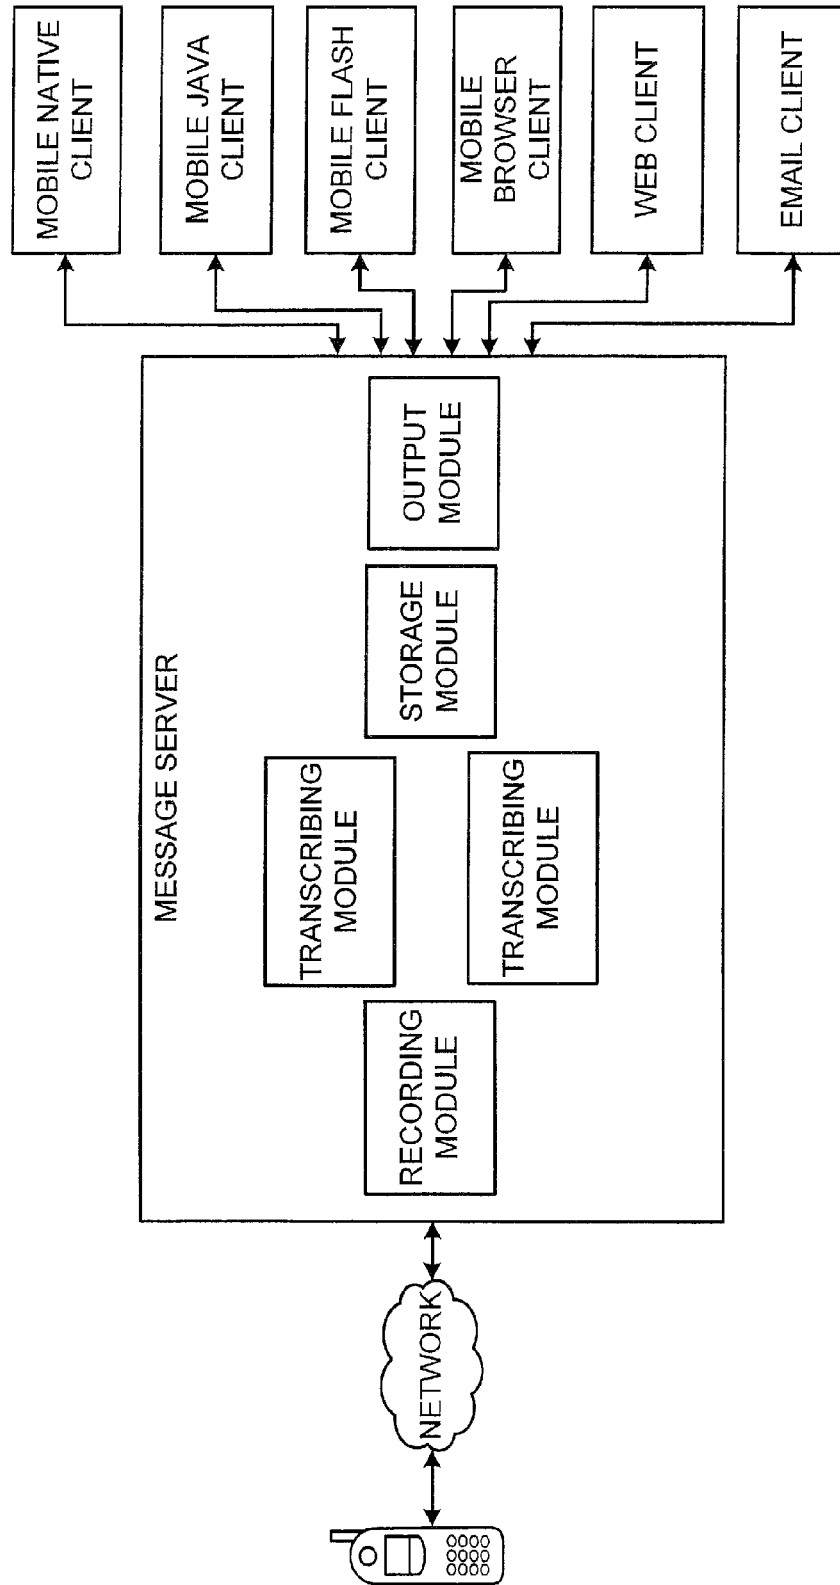 NETWORK
MESSAGE SERVER
RECORDING
MODULE
TRANSCRIBING
MODULE
TRANSCRIBING
MODULE
STORAGE
MODULE
OUTPUT
MODULE
MOBILE NATIVE
CLIENT
MOBILE JAVA
CLIENT
MOBILE FLASH
CLIENT
MOBILE
BROWSER
CLIENT
WEB CLIENT
EMAIL CLIENT